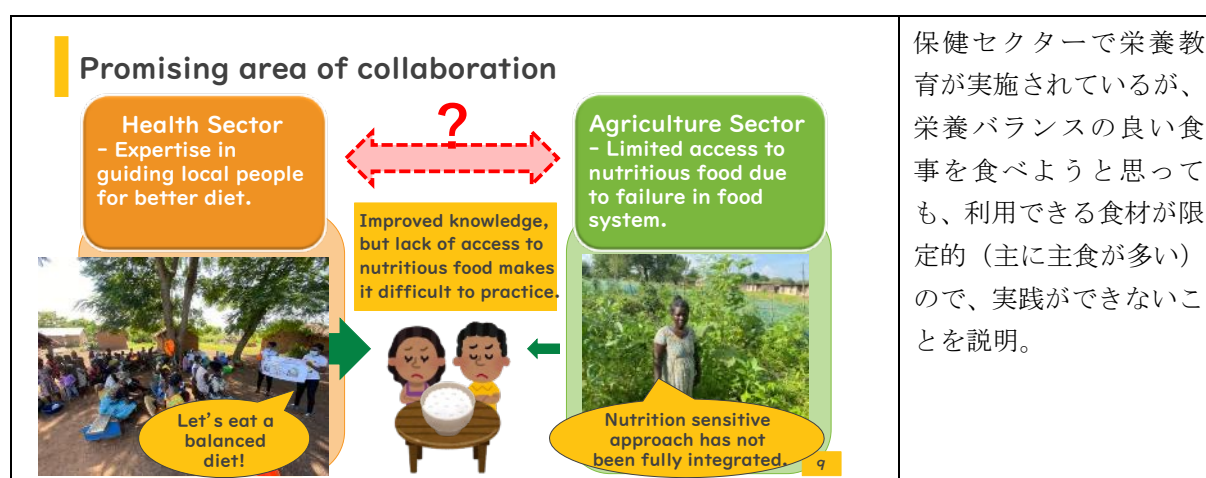 Promising area of collaboration
Health Sector
– Expertise in
guiding local people
for better diet.
?
Agriculture Sector
– Limited access to
nutritious food due
to failure in food
system.
Improved knowledge,
but lack of access to
nutritious food makes
it difficult to practice.
Let's eat a
balanced
diet!
Nutrition sensitive
approach has not
been fully integrated.
9
保健セクターで栄養教
育が実施されているが、
栄養バランスの良い食
事を食べようと思って
も、利用できる食材が限
定的（主に主食が多い）
ので、実践ができないこ
とを説明。